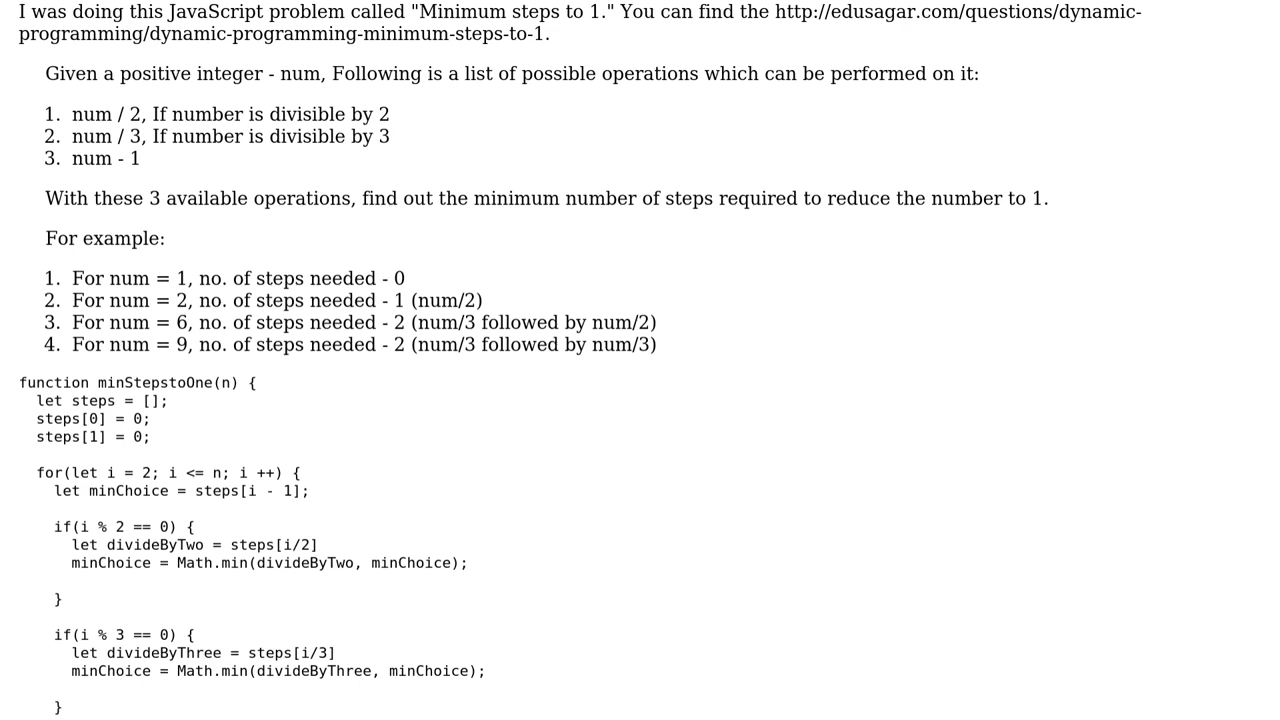 I was doing this JavaScript problem called "Minimum steps to 1." You can find the http://edusagar.com/questions/dynamic-
programming/dynamic-programming-minimum-steps-to-1.
Given a positive integer - num, Following is a list of possible operations which can be performed on it:
1. num / 2, If number is divisible by 2
2. num / 3, If number is divisible by 3
3. num - 1
With these 3 available operations, find out the minimum number of steps required to reduce the number to 1.
For example:
1. For num = 1, no. of steps needed - 0
2. For num = 2, no. of steps needed - 1 (num/2)
3. For num = 6, no. of steps needed - 2 (num/3 followed by num/2)
4. For num = 9, no. of steps needed - 2 (num/3 followed by num/3)
function minStepstoOne(n) {
  let steps = [];
  steps[0] = 0;
  steps[1] = 0;
  for(let i = 2; i <= n; i ++) {
    let minChoice = steps[i - 1];
    if(i % 2 == 0) {
      let divideByTwo = steps[i/2]
      minChoice = Math.min(divideByTwo, minChoice);
    }
    if(i % 3 == 0) {
      let divideByThree = steps[i/3]
      minChoice = Math.min(divideByThree, minChoice);
    }